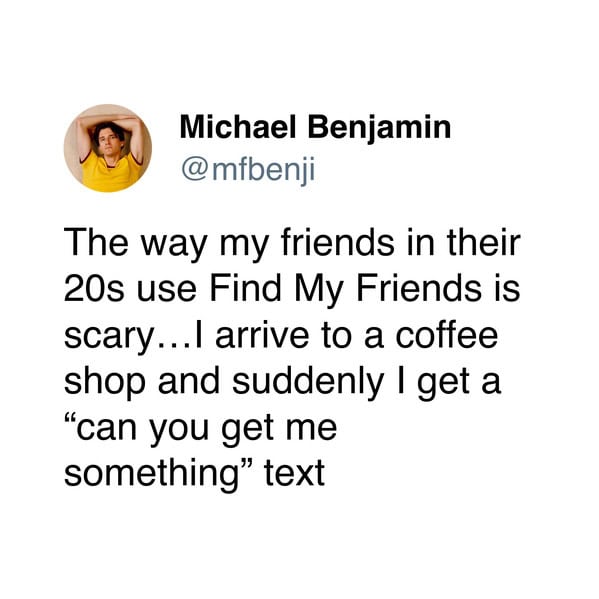 Michael Benjamin
@mfbenji
The way my friends in their
20s use Find My Friends is
scary…I arrive to a coffee
shop and suddenly I get a
“can you get me
something” text